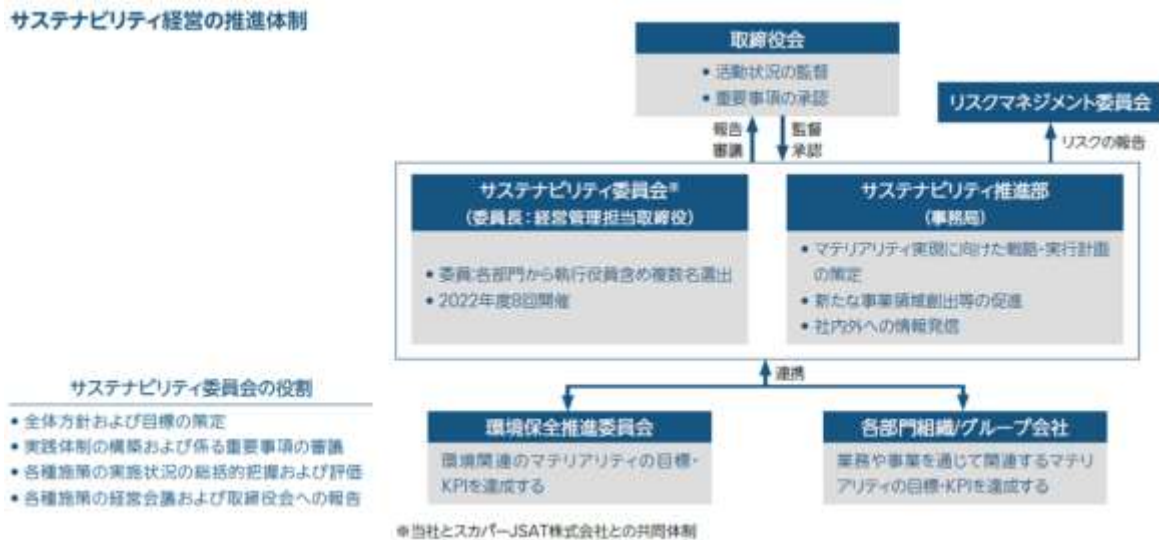 サステナビリティ経営の推進体制
取締役会
• 活動状況の監督
• 重要事項の承認
リスクマネジメント委員会
報告
審議
監督
承認
リスクの報告
サステナビリティ委員会※
(委員長:経営管理担当取締役)
• 委員:各部門から執行役員含め複数名選出
• 2022年度8回開催
サステナビリティ推進部
(事務局)
• マテリアリティ実現に向けた戦略・実行計画
の策定
• 新たな事業領域創出等の促進
• 社内外への情報発信
連携
サステナビリティ委員会の役割
• 全体方針および目標の策定
• 実践体制の構築および係る重要事項の審議
• 各種施策の実施状況の総括的把握および評価
• 各種施策の経営会議および取締役会への報告
環境保全推進委員会
環境関連のマテリアリティの目標・
KPIを達成する
各部門組織/グループ会社
業務や事業を通じて関連するマテリ
アリティの目標・KPIを達成する
※当社とスカパーJSAT株式会社との共同体制